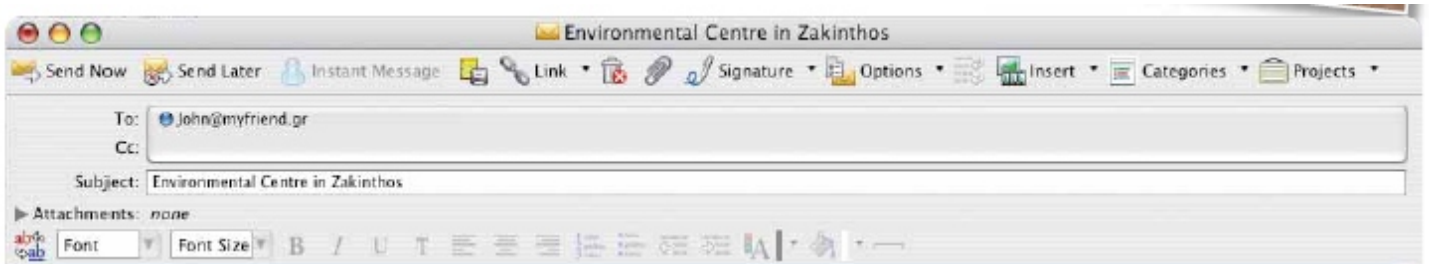 Environmental Centre in Zakinthos
Send Now Send Later Instant Message Link Signature Options Insert Categories Projects
To: John@myfriend.gr
Cc:
Subject: Environmental Centre in Zakinthos
Attachments: none
Font Font Size B I U T A